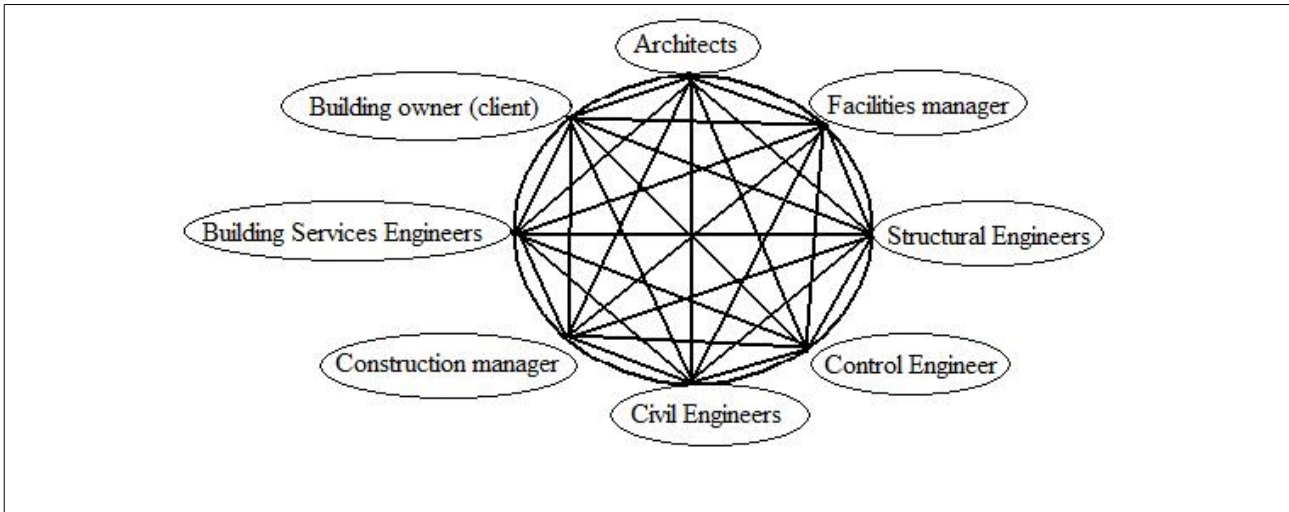 Architects
Building owner (client)
Facilities manager
Building Services Engineers
Structural Engineers
Construction manager
Control Engineer
Civil Engineers